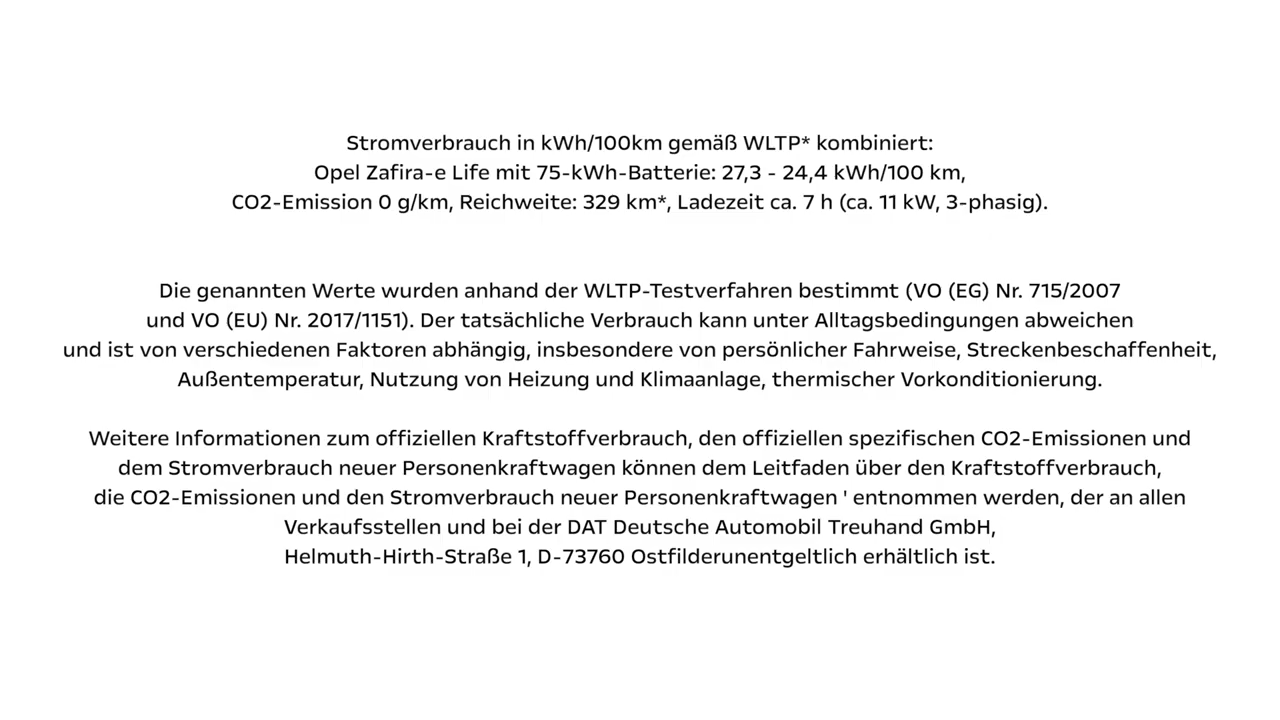 Stromverbrauch in kWh/100km gemäß WLTP* kombiniert:
Opel Zafira-e Life mit 75-kWh-Batterie: 27,3 - 24,4 kWh/100 km,
CO2-Emission 0 g/km, Reichweite: 329 km*, Ladezeit ca. 7 h (ca. 11 kW, 3-phasig).
Die genannten Werte wurden anhand der WLTP-Testverfahren bestimmt (VO (EG) Nr. 715/2007
und VO (EU) Nr. 2017/1151). Der tatsächliche Verbrauch kann unter Alltagsbedingungen abweichen
und ist von verschiedenen Faktoren abhängig, insbesondere von persönlicher Fahrweise, Streckenbeschaffenheit,
Außentemperatur, Nutzung von Heizung und Klimaanlage, thermischer Vorkonditionierung.
Weitere Informationen zum offiziellen Kraftstoffverbrauch, den offiziellen spezifischen CO2-Emissionen und
dem Stromverbrauch neuer Personenkraftwagen können dem Leitfaden über den Kraftstoffverbrauch,
die CO2-Emissionen und den Stromverbrauch neuer Personenkraftwagen ' entnommen werden, der an allen
Verkaufsstellen und bei der DAT Deutsche Automobil Treuhand GmbH,
Helmuth-Hirth-Straße 1, D-73760 Ostfilderunentgeltlich erhältlich ist.